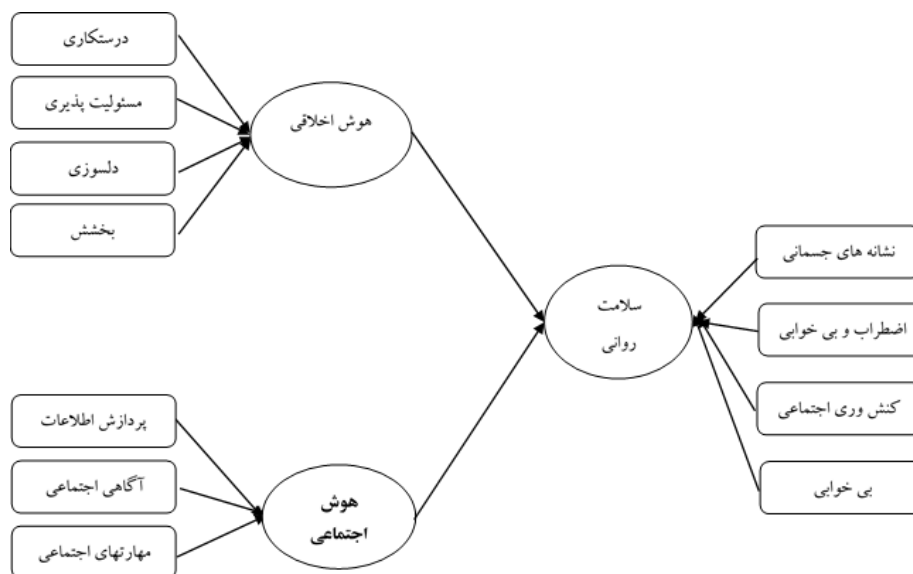 درستکاری
مسئولیت پذیری
دلسوزی
بخشش
هوش اخلاقی
پردازش اطلاعات
آگاهی اجتماعی
مهارتهای اجتماعی
هوش
اجتماعی
سلامت
روانی
نشانه های جسمانی
اضطراب و بی خوابی
کنش وری اجتماعی
بی خوابی